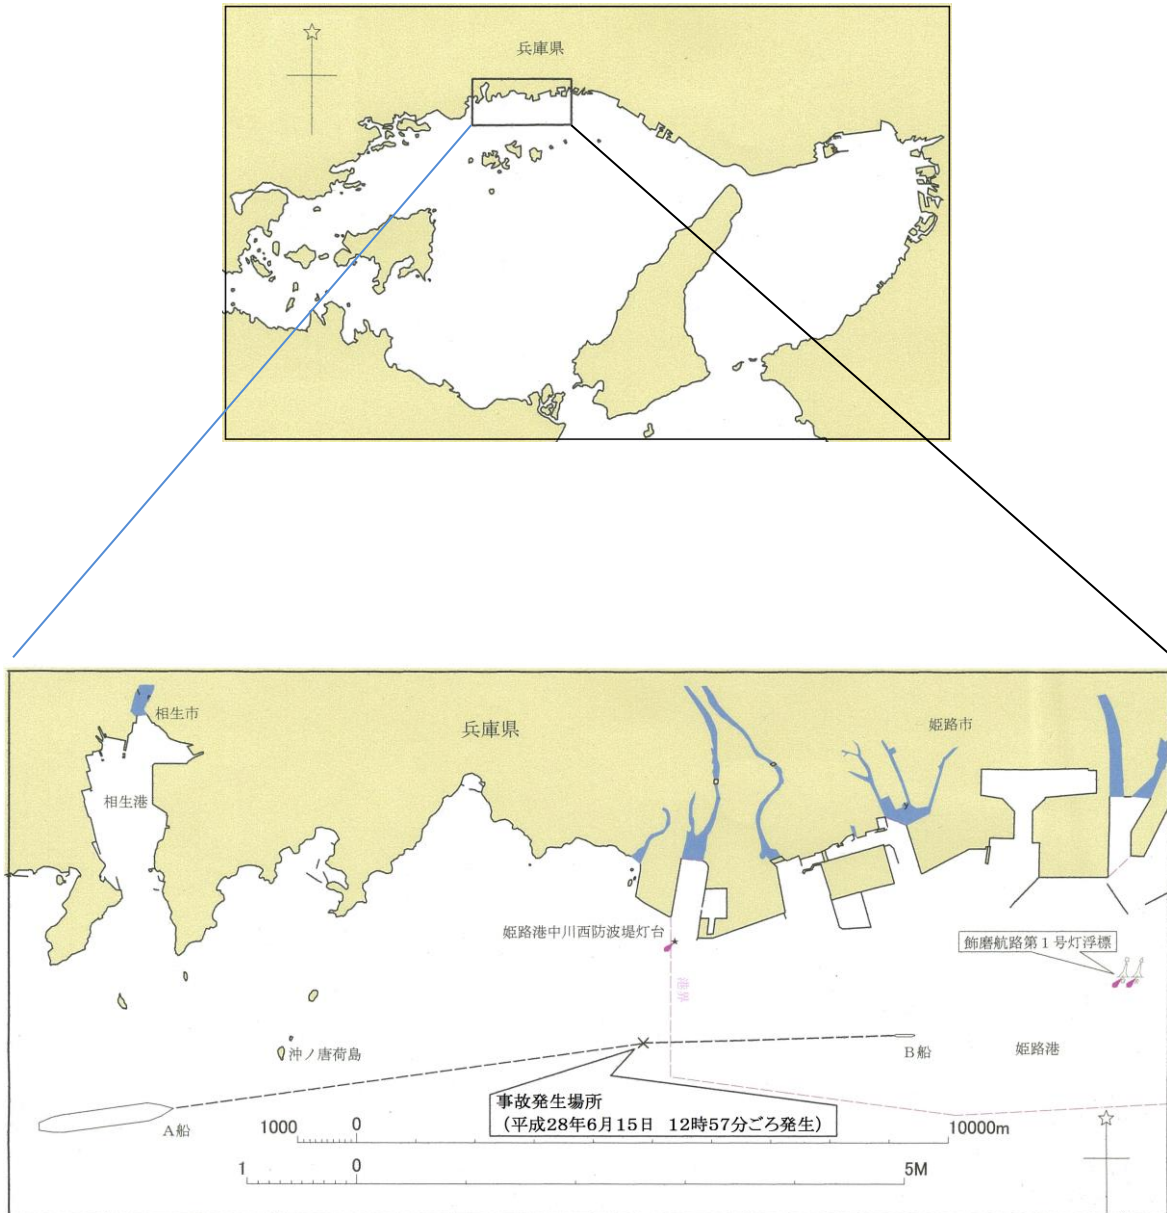 兵庫県
相生市
兵庫県
姫路市
相生港
姫路港中川西防波堤灯台
飾磨航路第1号灯浮標
港界
沖ノ唐荷島
B船
姫路港
事故発生場所
(平成28年6月15日 12時57分ごろ発生)
A船
1000 0 10000m
1 0 5M